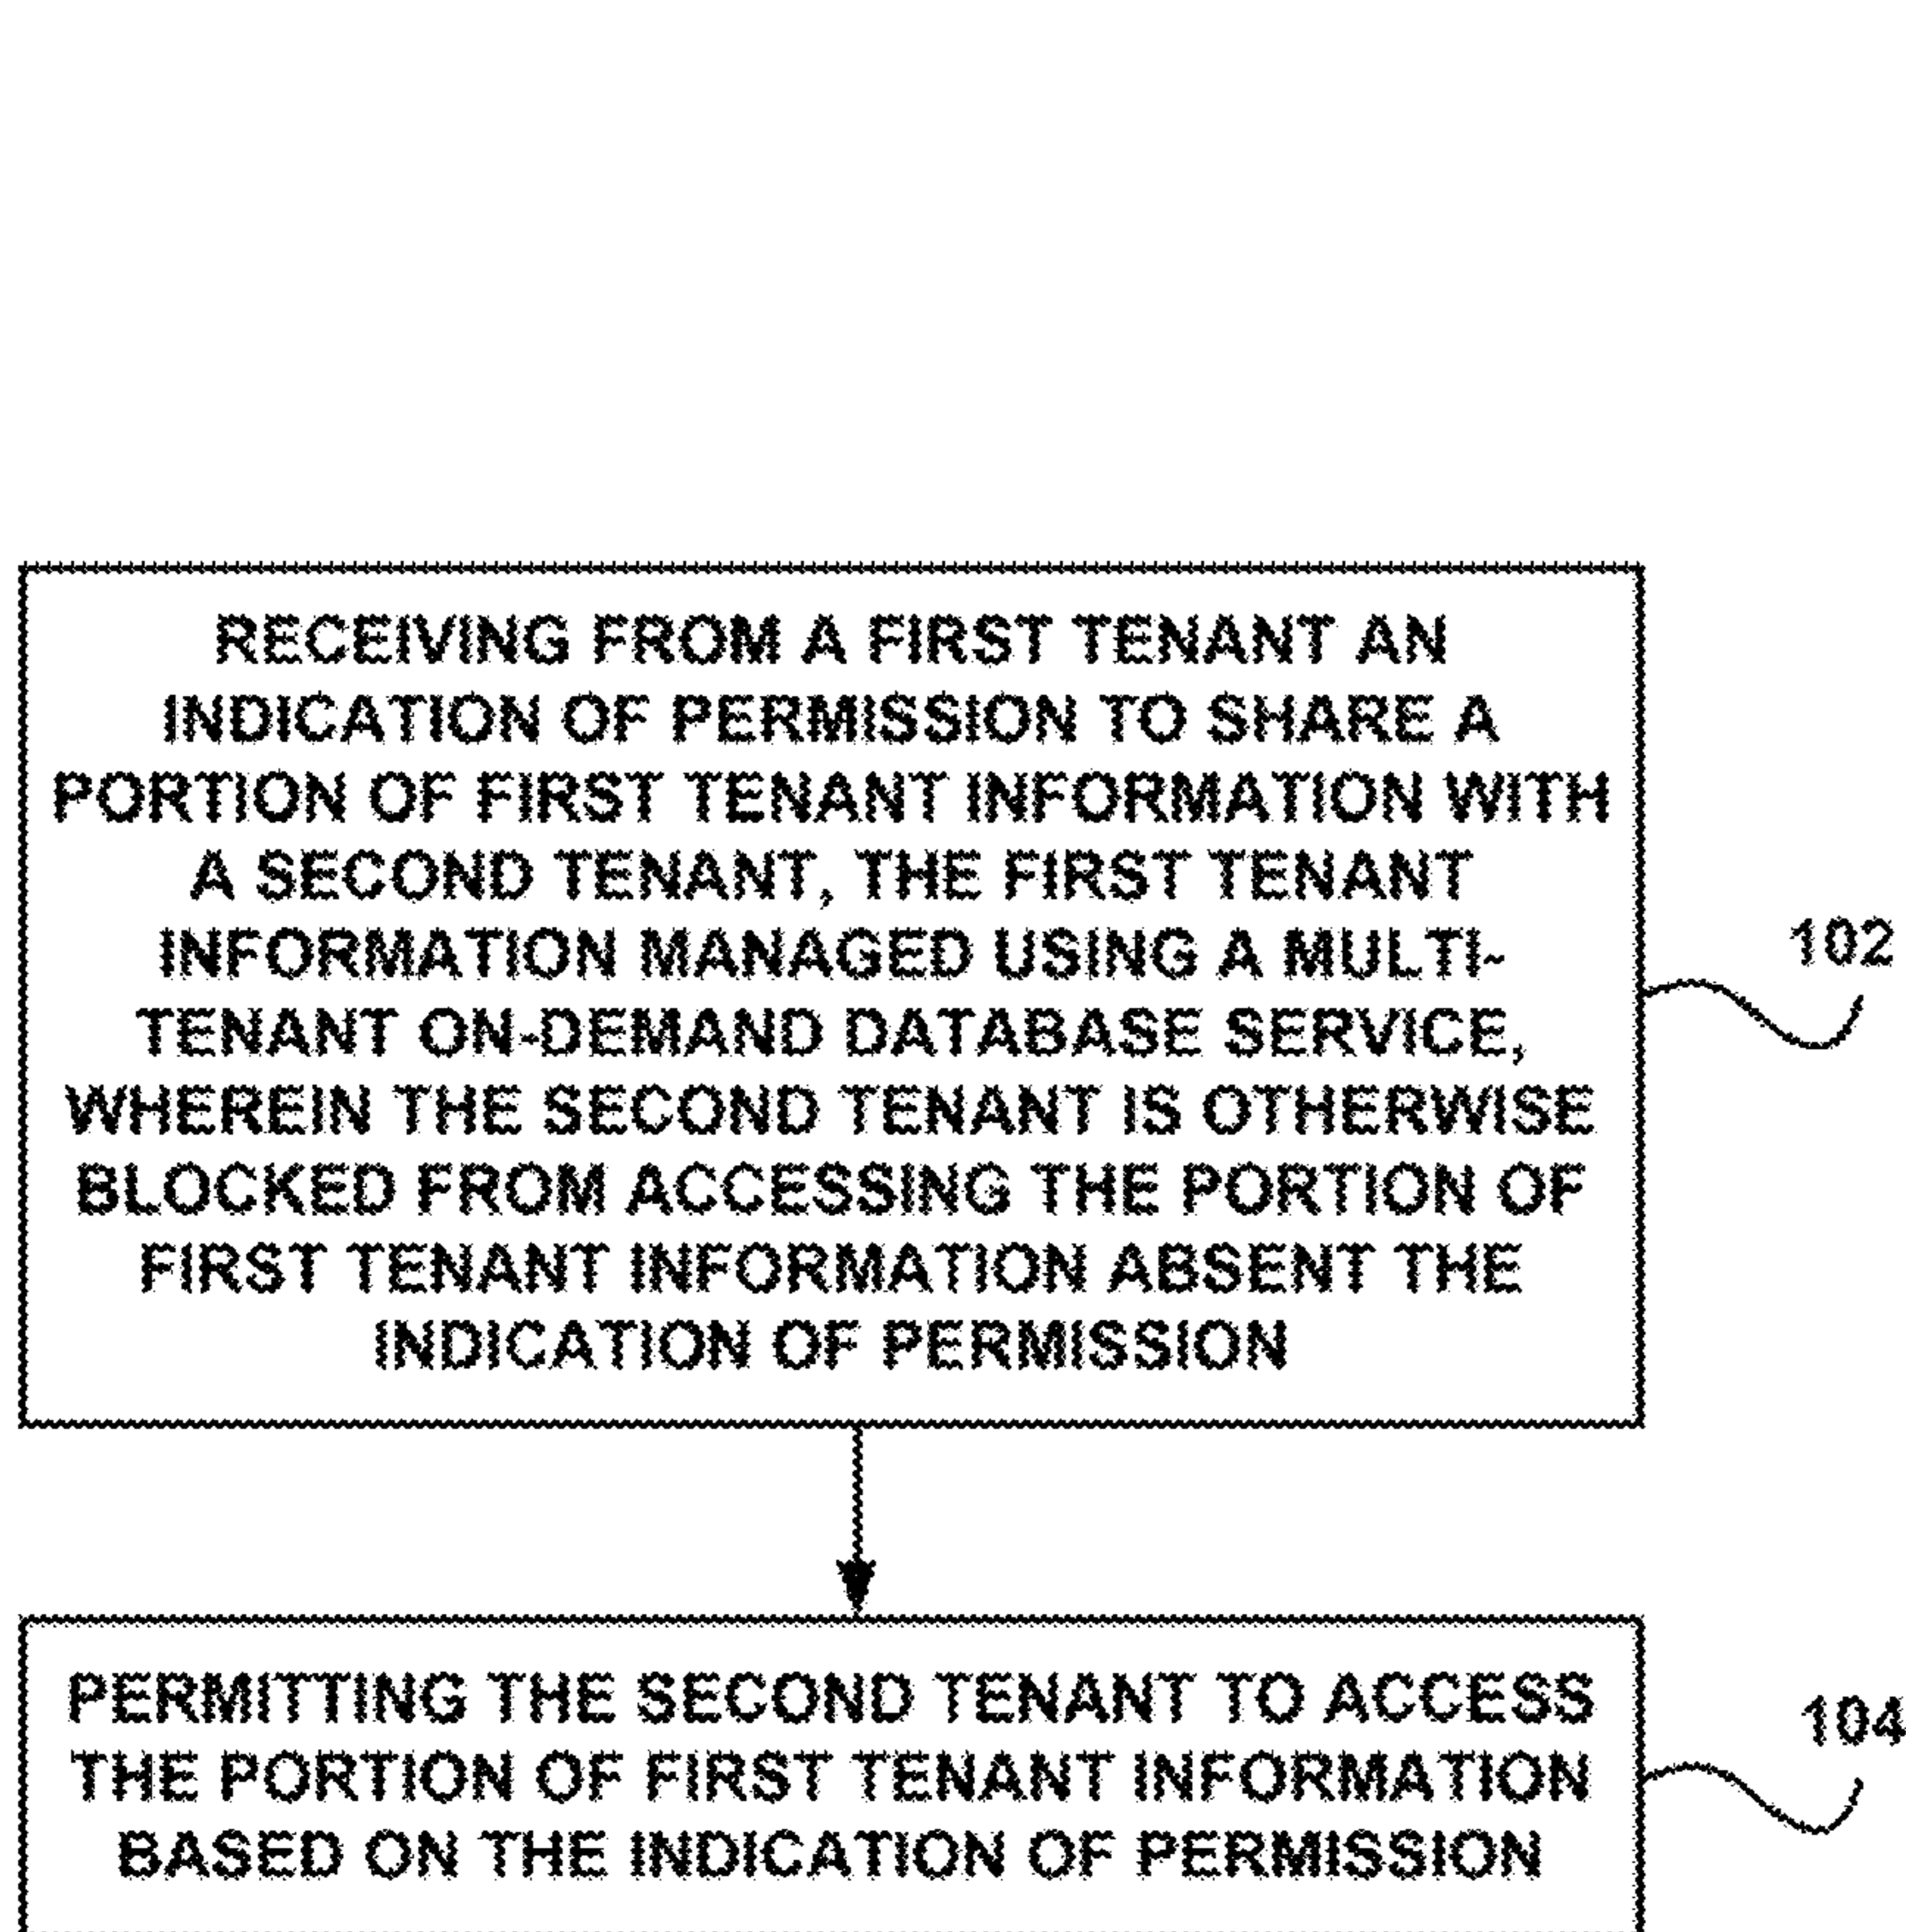 RECEIVING FROM A FIRST TENANT AN
INDICATION OF PERMISSION TO SHARE A
PORTION OF FIRST TENANT INFORMATION WITH
A SECOND TENANT, THE FIRST TENANT
INFORMATION MANAGED USING A MULTI-
TENANT ON-DEMAND DATABASE SERVICE,
WHEREIN THE SECOND TENANT IS OTHERWISE
BLOCKED FROM ACCESSING THE PORTION OF
FIRST TENANT INFORMATION ABSENT THE
INDICATION OF PERMISSION
102
PERMITTING THE SECOND TENANT TO ACCESS
THE PORTION OF FIRST TENANT INFORMATION
BASED ON THE INDICATION OF PERMISSION
104